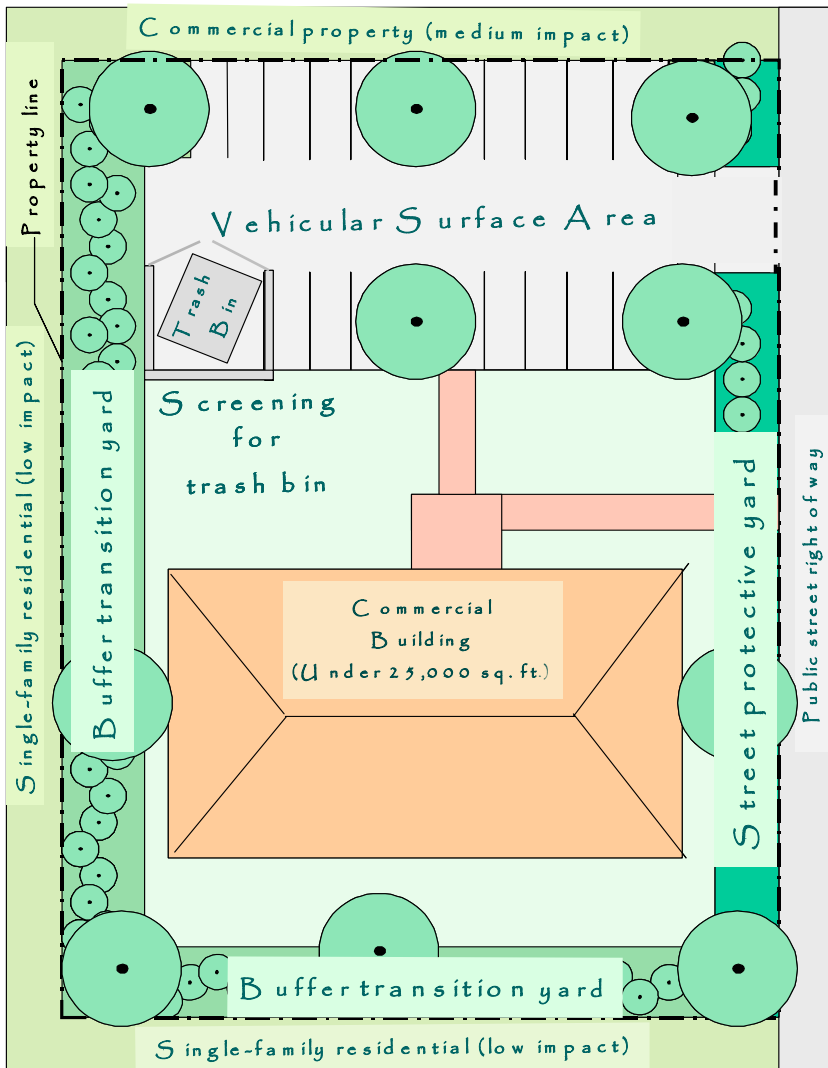 Commercial property (medium impact)
Property line
Vehicular Surface Area
Trash
Bin
Screening
for
trash bin
Single-family residential (low impact)
Buffer transition yard
Commercial
Building
(Under 25,000 sq. ft.)
Street protective yard
Public street right of way
Buffer transition yard
Single-family residential (low impact)